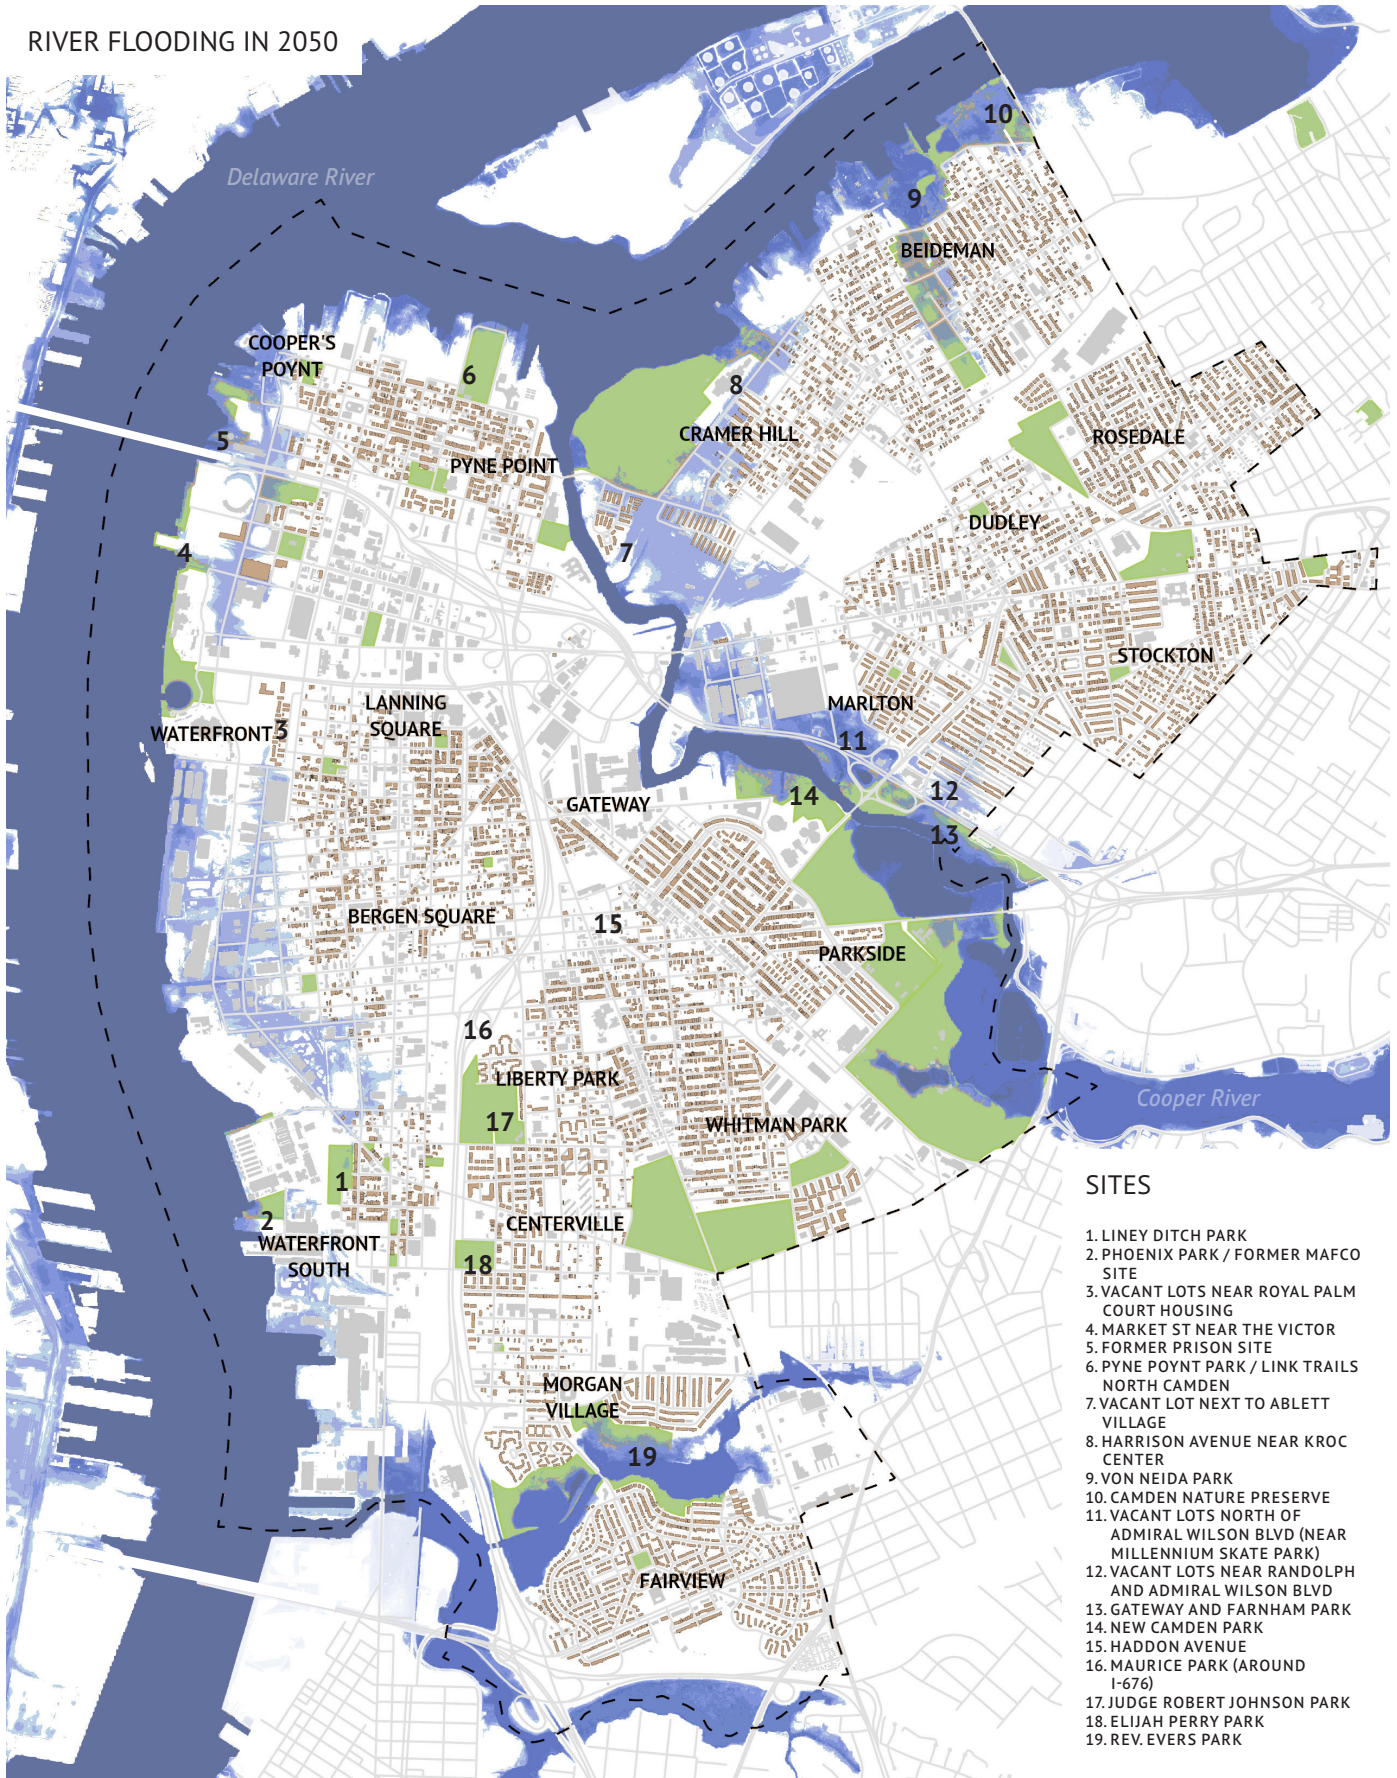 RIVER FLOODING IN 2050
10
Delaware River
9
BEIDEMAN
COOPER'S
POYNT
6
8
CRAMER HILL
ROSEDALE
5
PYNE POINT
DUDLEY
4
7
STOCKTON
LANNING
SQUARE
MARLTON
WATERFRONT
3
11
GATEWAY
14
12
13
BERGEN SQUARE
15
PARKSIDE
16
LIBERTY PARK
Cooper River
17
WHITMAN PARK
1
2
WATERFRONT
SOUTH
CENTERVILLE
18
MORGAN
VILLAGE
19
FAIRVIEW
SITES
1. LINEY DITCH PARK
2. PHOENIX PARK / FORMER MAFCO
SITE
3. VACANT LOTS NEAR ROYAL PALM
COURT HOUSING
4. MARKET ST NEAR THE VICTOR
5. FORMER PRISON SITE
6. PYNE POYNT PARK / LINK TRAILS
NORTH CAMDEN
7. VACANT LOT NEXT TO ABLETT
VILLAGE
8. HARRISON AVENUE NEAR KROC
CENTER
9. VON NEIDA PARK
10. CAMDEN NATURE PRESERVE
11. VACANT LOTS NORTH OF
ADMIRAL WILSON BLVD (NEAR
MILLENNIUM SKATE PARK)
12. VACANT LOTS NEAR RANDOLPH
AND ADMIRAL WILSON BLVD
13. GATEWAY AND FARNHAM PARK
14. NEW CAMDEN PARK
15. HADDON AVENUE
16. MAURICE PARK (AROUND
I-676)
17. JUDGE ROBERT JOHNSON PARK
18. ELIJAH PERRY PARK
19. REV. EVERS PARK